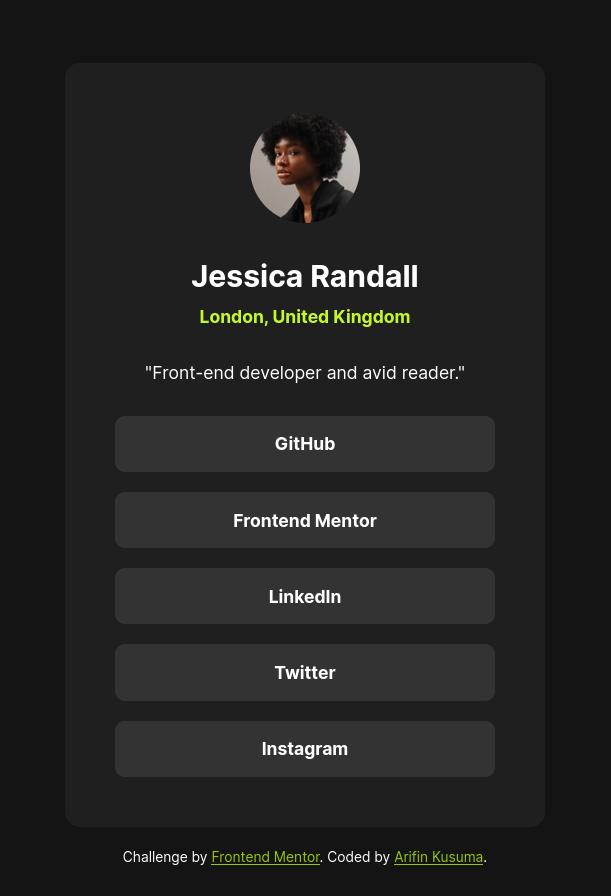 Jessica Randall
London, United Kingdom
"Front-end developer and avid reader."
GitHub
Frontend Mentor
LinkedIn
Twitter
Instagram
Challenge by Frontend Mentor. Coded by Arifin Kusuma.